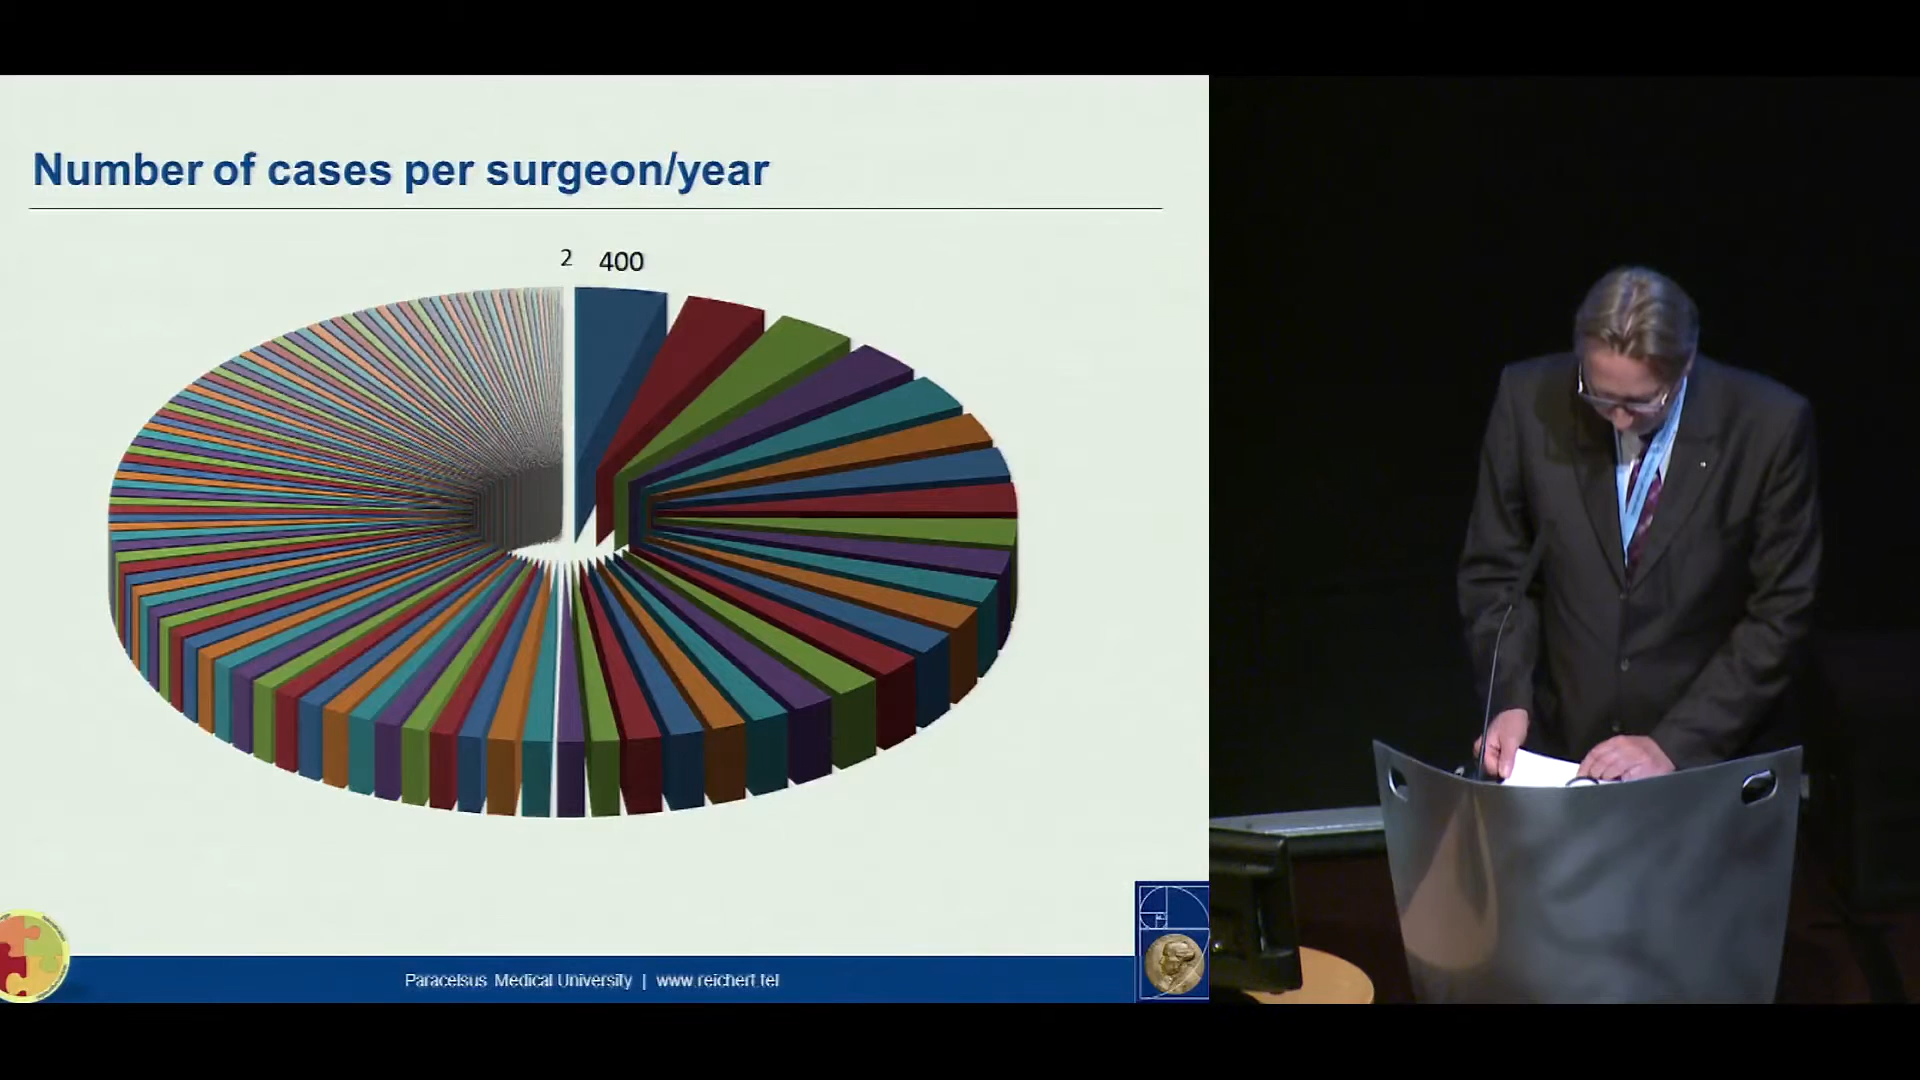 Number of cases per surgeon/year
2 400
Paracelsus Medical University | www.reichert.tel